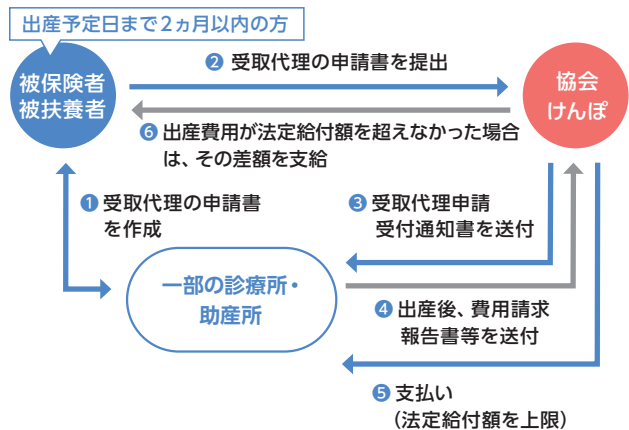 出産予定日まで2ヵ月以内の方
被保険者
被扶養者
❷ 受取代理の申請書を提出
協会
けんぽ
❻ 出産費用が法定給付額を超えなかった場合
は、その差額を支給
❶ 受取代理の申請書
を作成
❸ 受取代理申請
受付通知書を送付
一部の診療所・
助産所
❹ 出産後、費用請求
報告書等を送付
❺ 支払い
（法定給付額を上限）